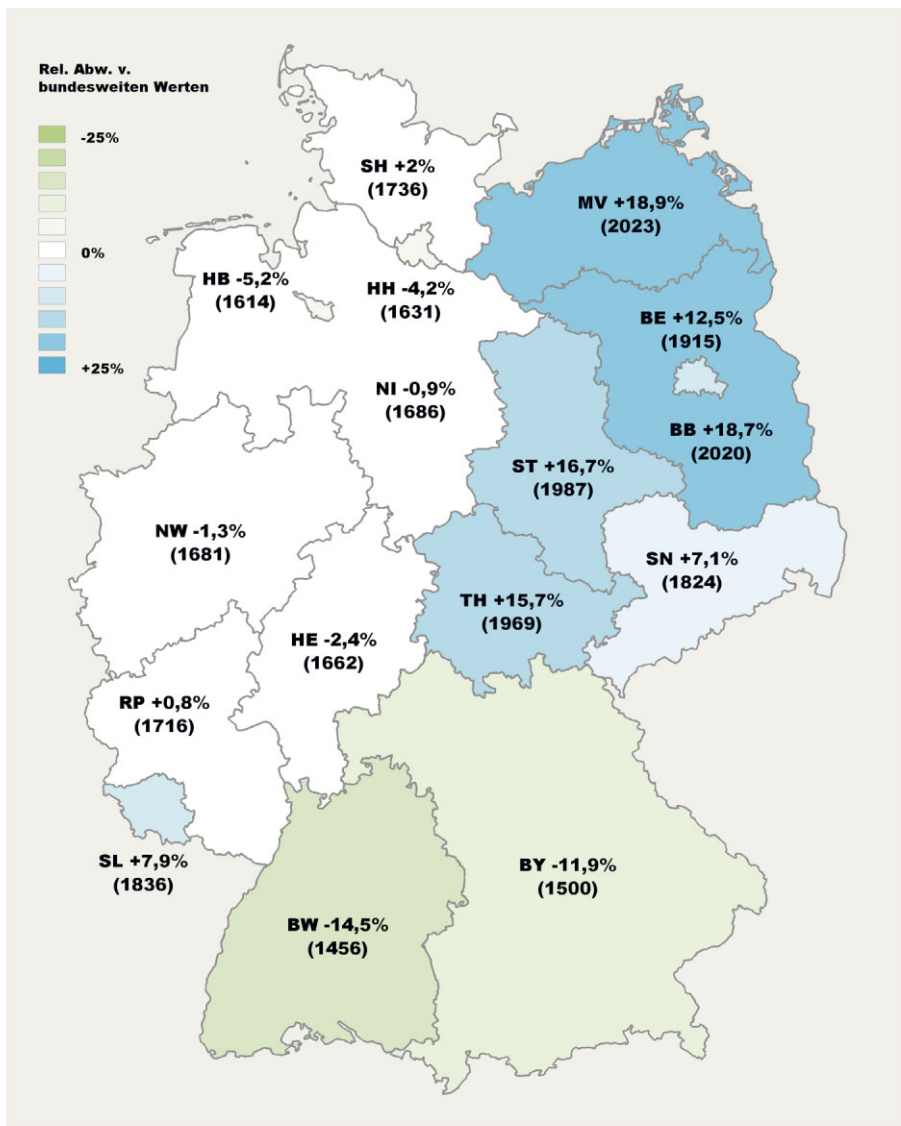 Rel. Abw. v.
bundesweiten Werten
-25%
0%
+25%
SH +2%
(1736)
MV +18,9%
(2023)
HB -5,2%
(1614)
HH -4,2%
(1631)
BE +12,5%
(1915)
NI -0,9%
(1686)
BB +18,7%
(2020)
ST +16,7%
(1987)
NW -1,3%
(1681)
SN +7,1%
(1824)
TH +15,7%
(1969)
HE -2,4%
(1662)
RP +0,8%
(1716)
SL +7,9%
(1836)
BY -11,9%
(1500)
BW -14,5%
(1456)